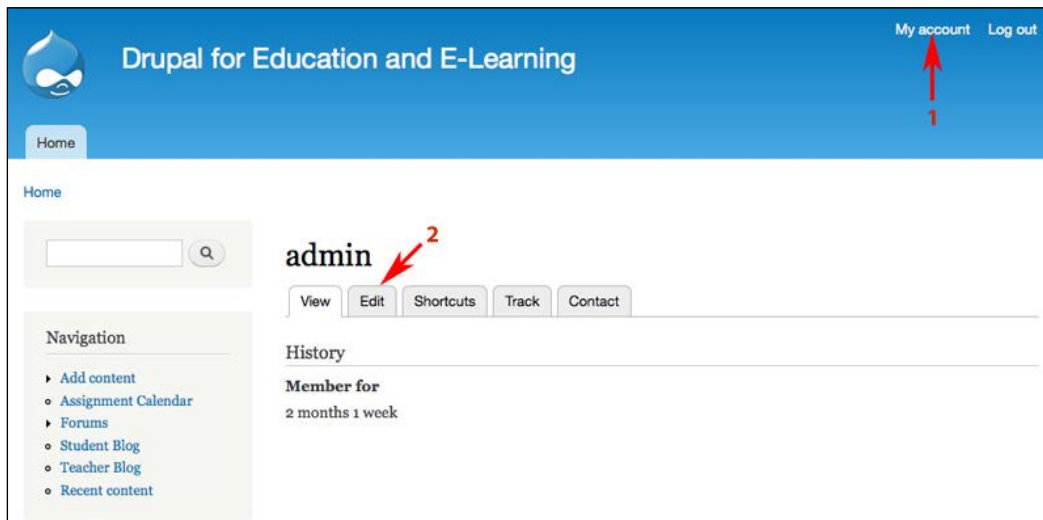 My account Log out
Drupal for Education and E-Learning
1
Home
Home
2
admin
View Edit Shortcuts Track Contact
Navigation
Add content
Assignment Calendar
Forums
Student Blog
Teacher Blog
Recent content
History
Member for
2 months 1 week